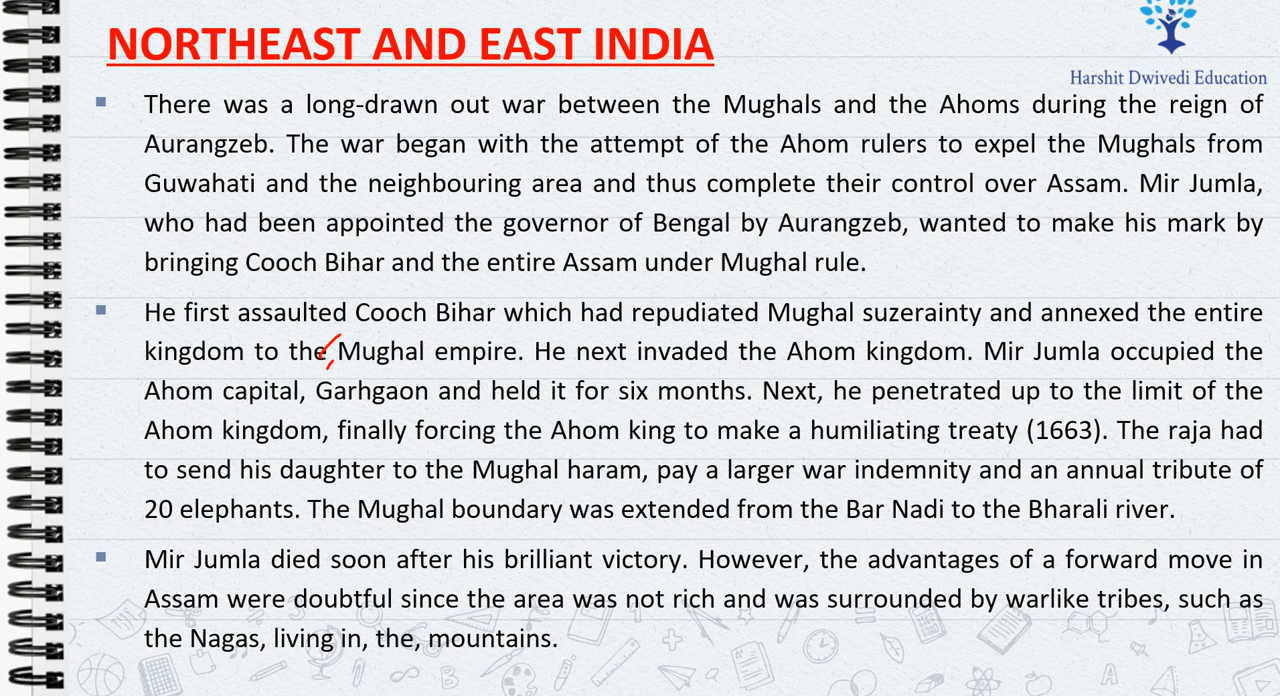 NORTHEAST AND EAST INDIA
Harshit Dwivedi Education
▪ There was a long-drawn out war between the Mughals and the Ahoms during the reign of
Aurangzeb. The war began with the attempt of the Ahom rulers to expel the Mughals from
Guwahati and the neighbouring area and thus complete their control over Assam. Mir Jumla,
who had been appointed the governor of Bengal by Aurangzeb, wanted to make his mark by
bringing Cooch Bihar and the entire Assam under Mughal rule.
▪ He first assaulted Cooch Bihar which had repudiated Mughal suzerainty and annexed the entire
kingdom to the Mughal empire. He next invaded the Ahom kingdom. Mir Jumla occupied the
Ahom capital, Garhgaon and held it for six months. Next, he penetrated up to the limit of the
Ahom kingdom, finally forcing the Ahom king to make a humiliating treaty (1663). The raja had
to send his daughter to the Mughal haram, pay a larger war indemnity and an annual tribute of
20 elephants. The Mughal boundary was extended from the Bar Nadi to the Bharali river.
▪ Mir Jumla died soon after his brilliant victory. However, the advantages of a forward move in
Assam were doubtful since the area was not rich and was surrounded by warlike tribes, such as
the Nagas, living in, the, mountains.